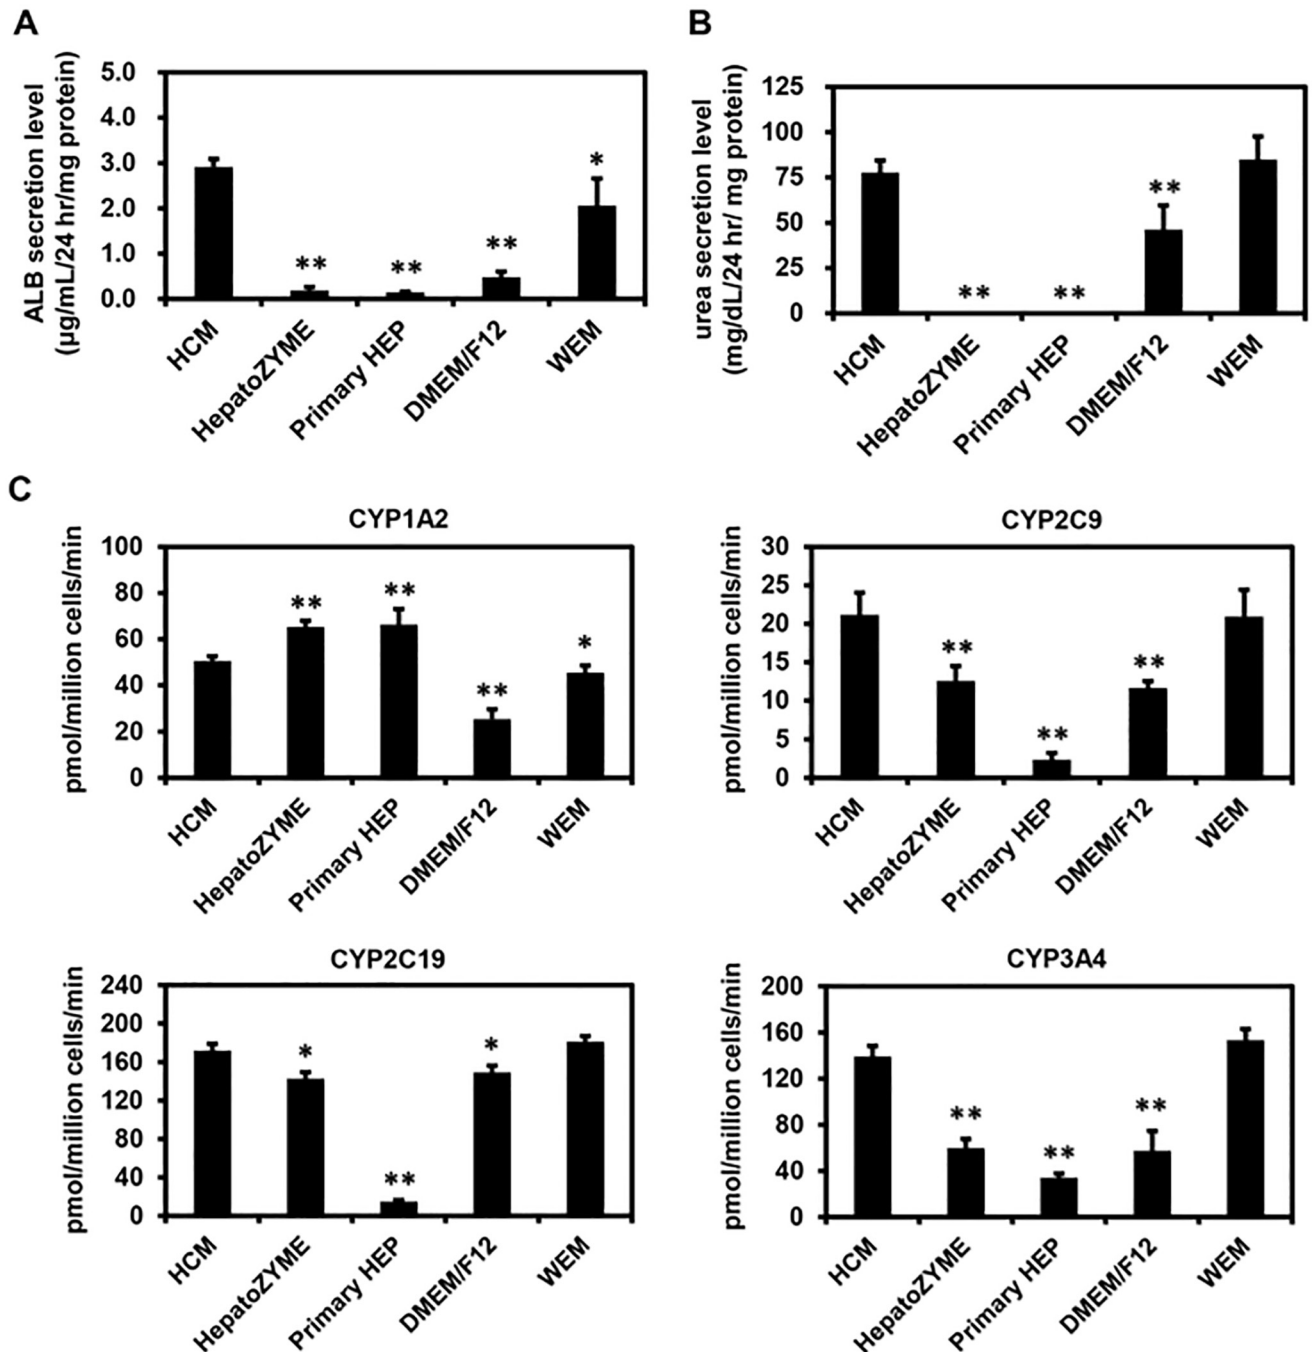 A
ALB secretion level
(µg/mL/24 hr/mg protein)
5.0
4.0
3.0
2.0
1.0
0.0
**
**
**
*
HCM
HepatoZYME
Primary HEP
DMEM/F12
WEM
B
urea secretion level
(mg/dL/24 hr/ mg protein)
125
100
75
50
25
0
**
**
**
HCM
HepatoZYME
Primary HEP
DMEM/F12
WEM
C
CYP1A2
pmol/million cells/min
100
80
60
40
20
0
**
**
**
*
HCM
HepatoZYME
Primary HEP
DMEM/F12
WEM
CYP2C9
pmol/million cells/min
30
25
20
15
10
5
0
**
**
**
HCM
HepatoZYME
Primary HEP
DMEM/F12
WEM
CYP2C19
pmol/million cells/min
240
200
160
120
80
40
0
*
**
*
HCM
HepatoZYME
Primary HEP
DMEM/F12
WEM
CYP3A4
pmol/million cells/min
200
160
120
80
40
0
**
**
**
HCM
HepatoZYME
Primary HEP
DMEM/F12
WEM